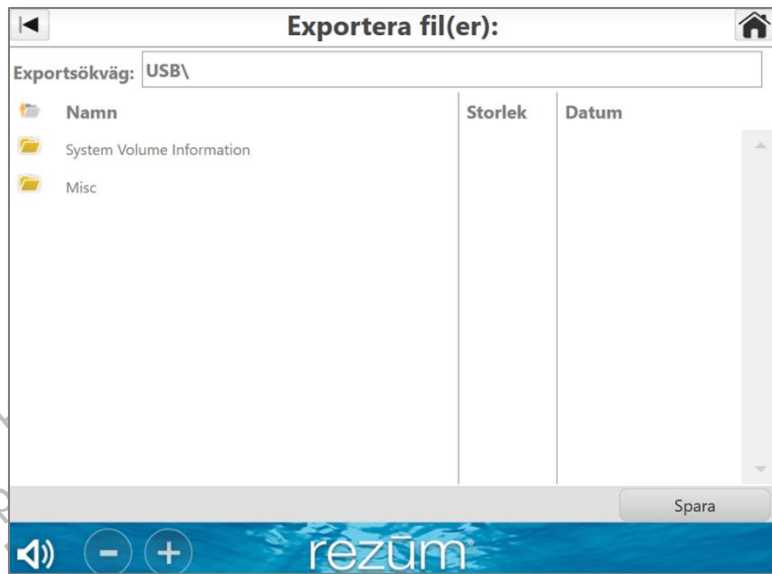 Exportera fil(er):
Exportsökväg: USB\
Namn Storlek Datum
System Volume Information
Misc
Spara
rezūm